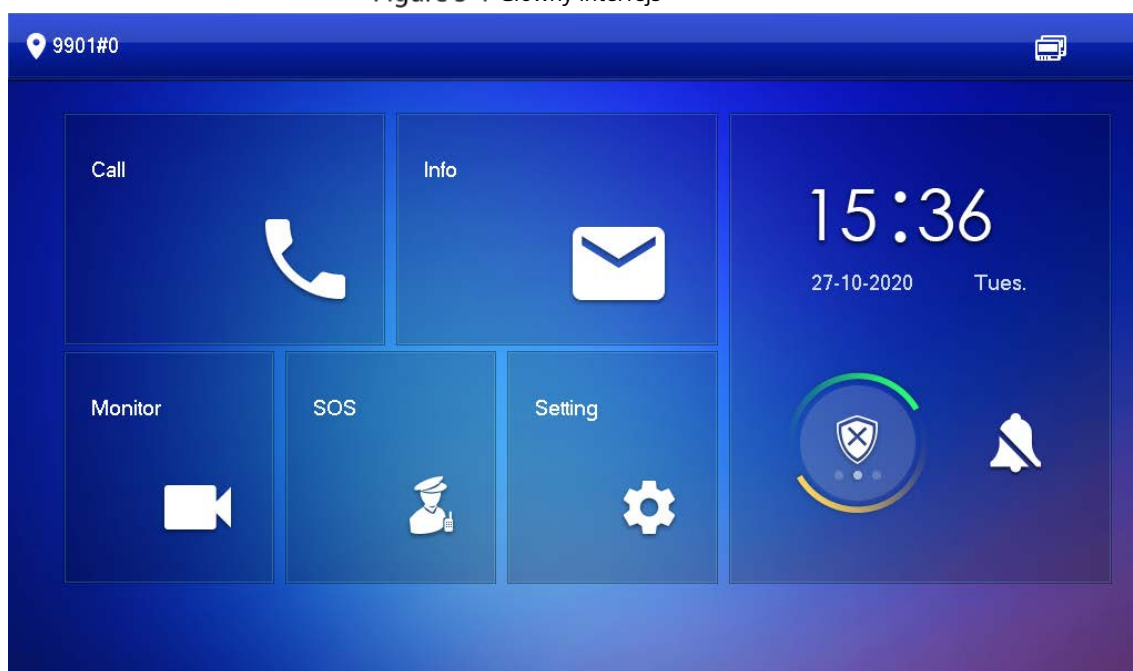 9901#0
Call
Info
15:36
27-10-2020 Tues.
Monitor
SOS
Setting